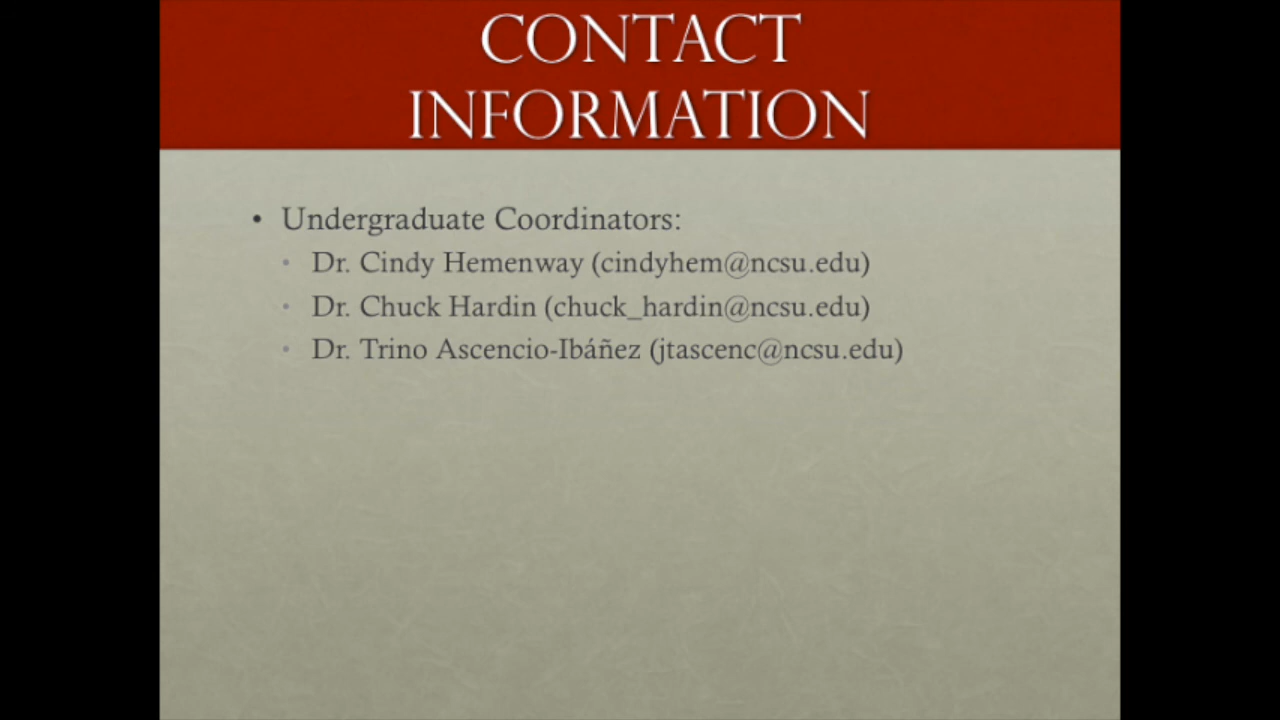 CONTACT
INFORMATION
• Undergraduate Coordinators:
• Dr. Cindy Hemenway (cindyhem@ncsu.edu)
• Dr. Chuck Hardin (chuck_hardin@ncsu.edu)
• Dr. Trino Ascencio-Ibáñez (jtascenc@ncsu.edu)